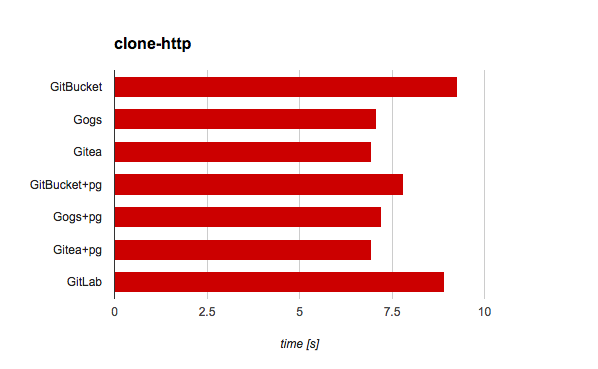 clone-http
GitBucket
Gogs
Gitea
GitBucket+pg
Gogs+pg
Gitea+pg
GitLab
0 2.5 5 7.5 10
time [s]